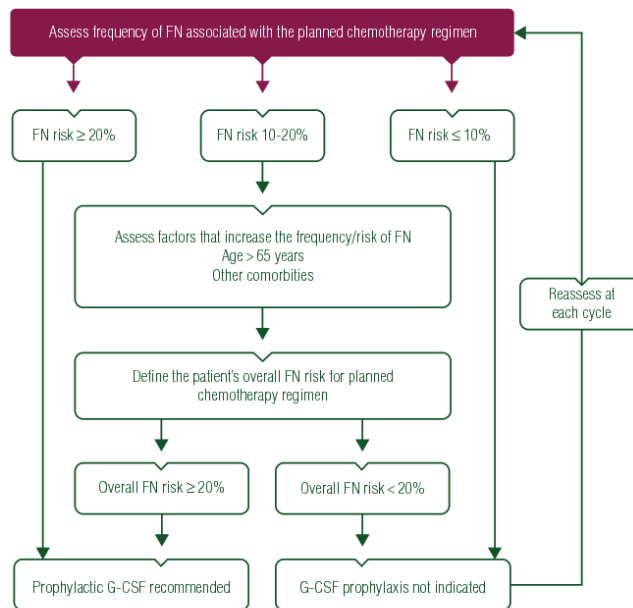 Assess frequency of FN associated with the planned chemotherapy regimen
FN risk ≥ 20%
FN risk 10-20%
FN risk ≤ 10%
Assess factors that increase the frequency/risk of FN
Age > 65 years
Other comorbities
Reassess at
each cycle
Define the patient's overall FN risk for planned
chemotherapy regimen
Overall FN risk ≥ 20%
Overall FN risk < 20%
Prophylactic G-CSF recommended
G-CSF prophylaxis not indicated